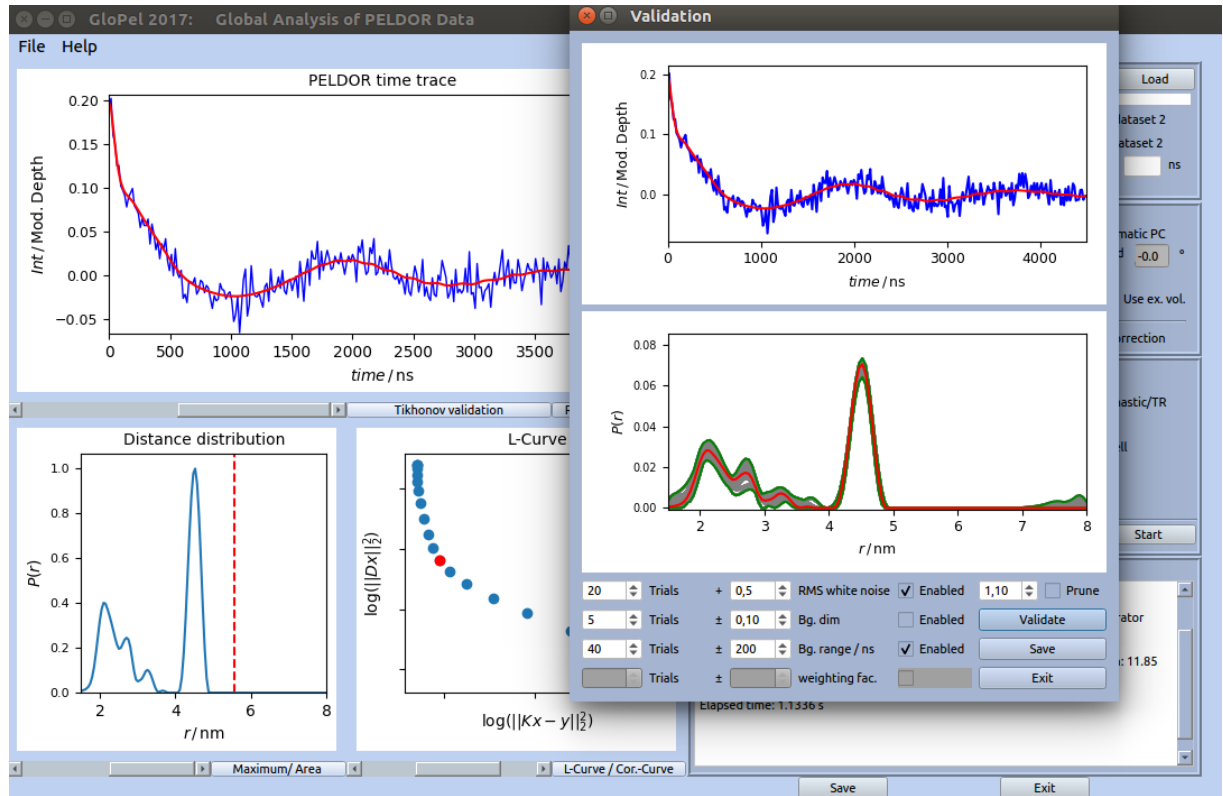 GloPel 2017: Global Analysis of PELDOR Data
File Help
PELDOR time trace
0.20
0.15
0.10
0.05
0.00
−0.05
Int / Mod. Depth
0 500 1000 1500 2000 2500 3000 3500
time / ns
Tikhonov validation
Distance distribution
1.0
0.8
0.6
0.4
0.2
0.0
P(r)
2 4 6 8
r / nm
Maximum/ Area
L-Curve
log(||Dx||²₂)
log(||Kx − y||²₂)
L-Curve / Cor.-Curve
Validation
0.2
0.1
0.0
Int / Mod. Depth
0 1000 2000 3000 4000
time / ns
0.08
0.06
0.04
0.02
0.00
P(r)
2 3 4 5 6 7 8
r / nm
20 Trials + 0,5 RMS white noise Enabled 1,10 Prune
5 Trials ± 0,10 Bg. dim Enabled Validate
40 Trials ± 200 Bg. range / ns Enabled Save
Trials ± weighting fac. Exit
Load
dataset 2
ataset 2
ns
matic PC
-0.0 °
Use ex. vol.
rrection
astic/TR
Start
rator
: 11.85
Elapsed time: 1.1336 s
Save Exit